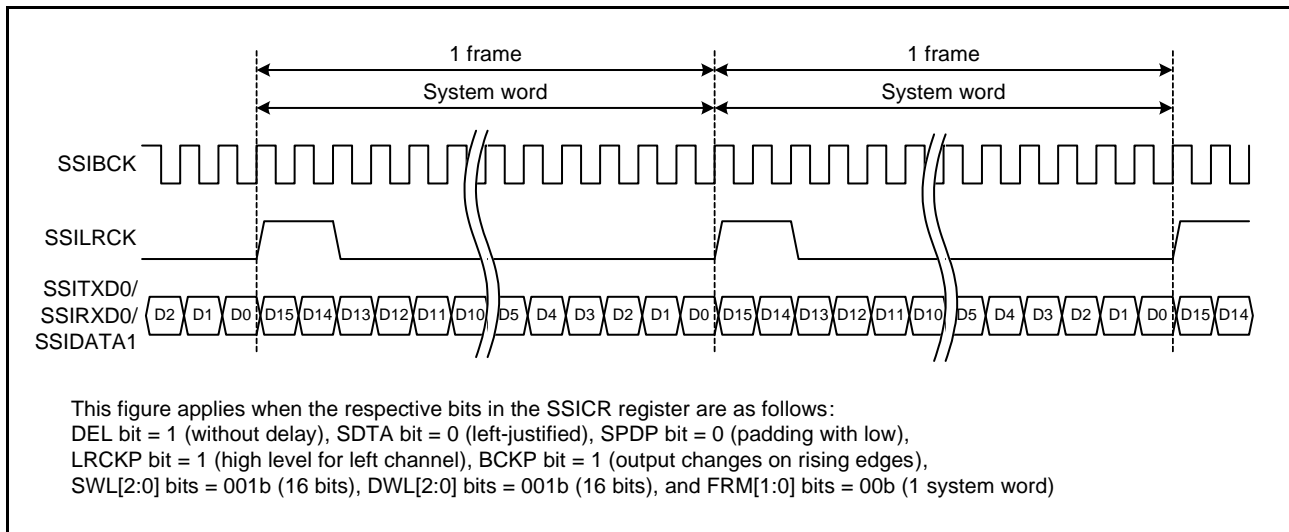 1 frame 1 frame
System word System word
SSIBCK
SSILRCK
SSITXD0/
SSIRXD0/
SSIDATA1
D2 D1 D0 D15 D14 D13 D12 D11 D10 D5 D4 D3 D2 D1 D0 D15 D14 D13 D12 D11 D10 D5 D4 D3 D2 D1 D0 D15 D14
This figure applies when the respective bits in the SSICR register are as follows:
DEL bit = 1 (without delay), SDTA bit = 0 (left-justified), SPDP bit = 0 (padding with low),
LRCKP bit = 1 (high level for left channel), BCKP bit = 1 (output changes on rising edges),
SWL[2:0] bits = 001b (16 bits), DWL[2:0] bits = 001b (16 bits), and FRM[1:0] bits = 00b (1 system word)